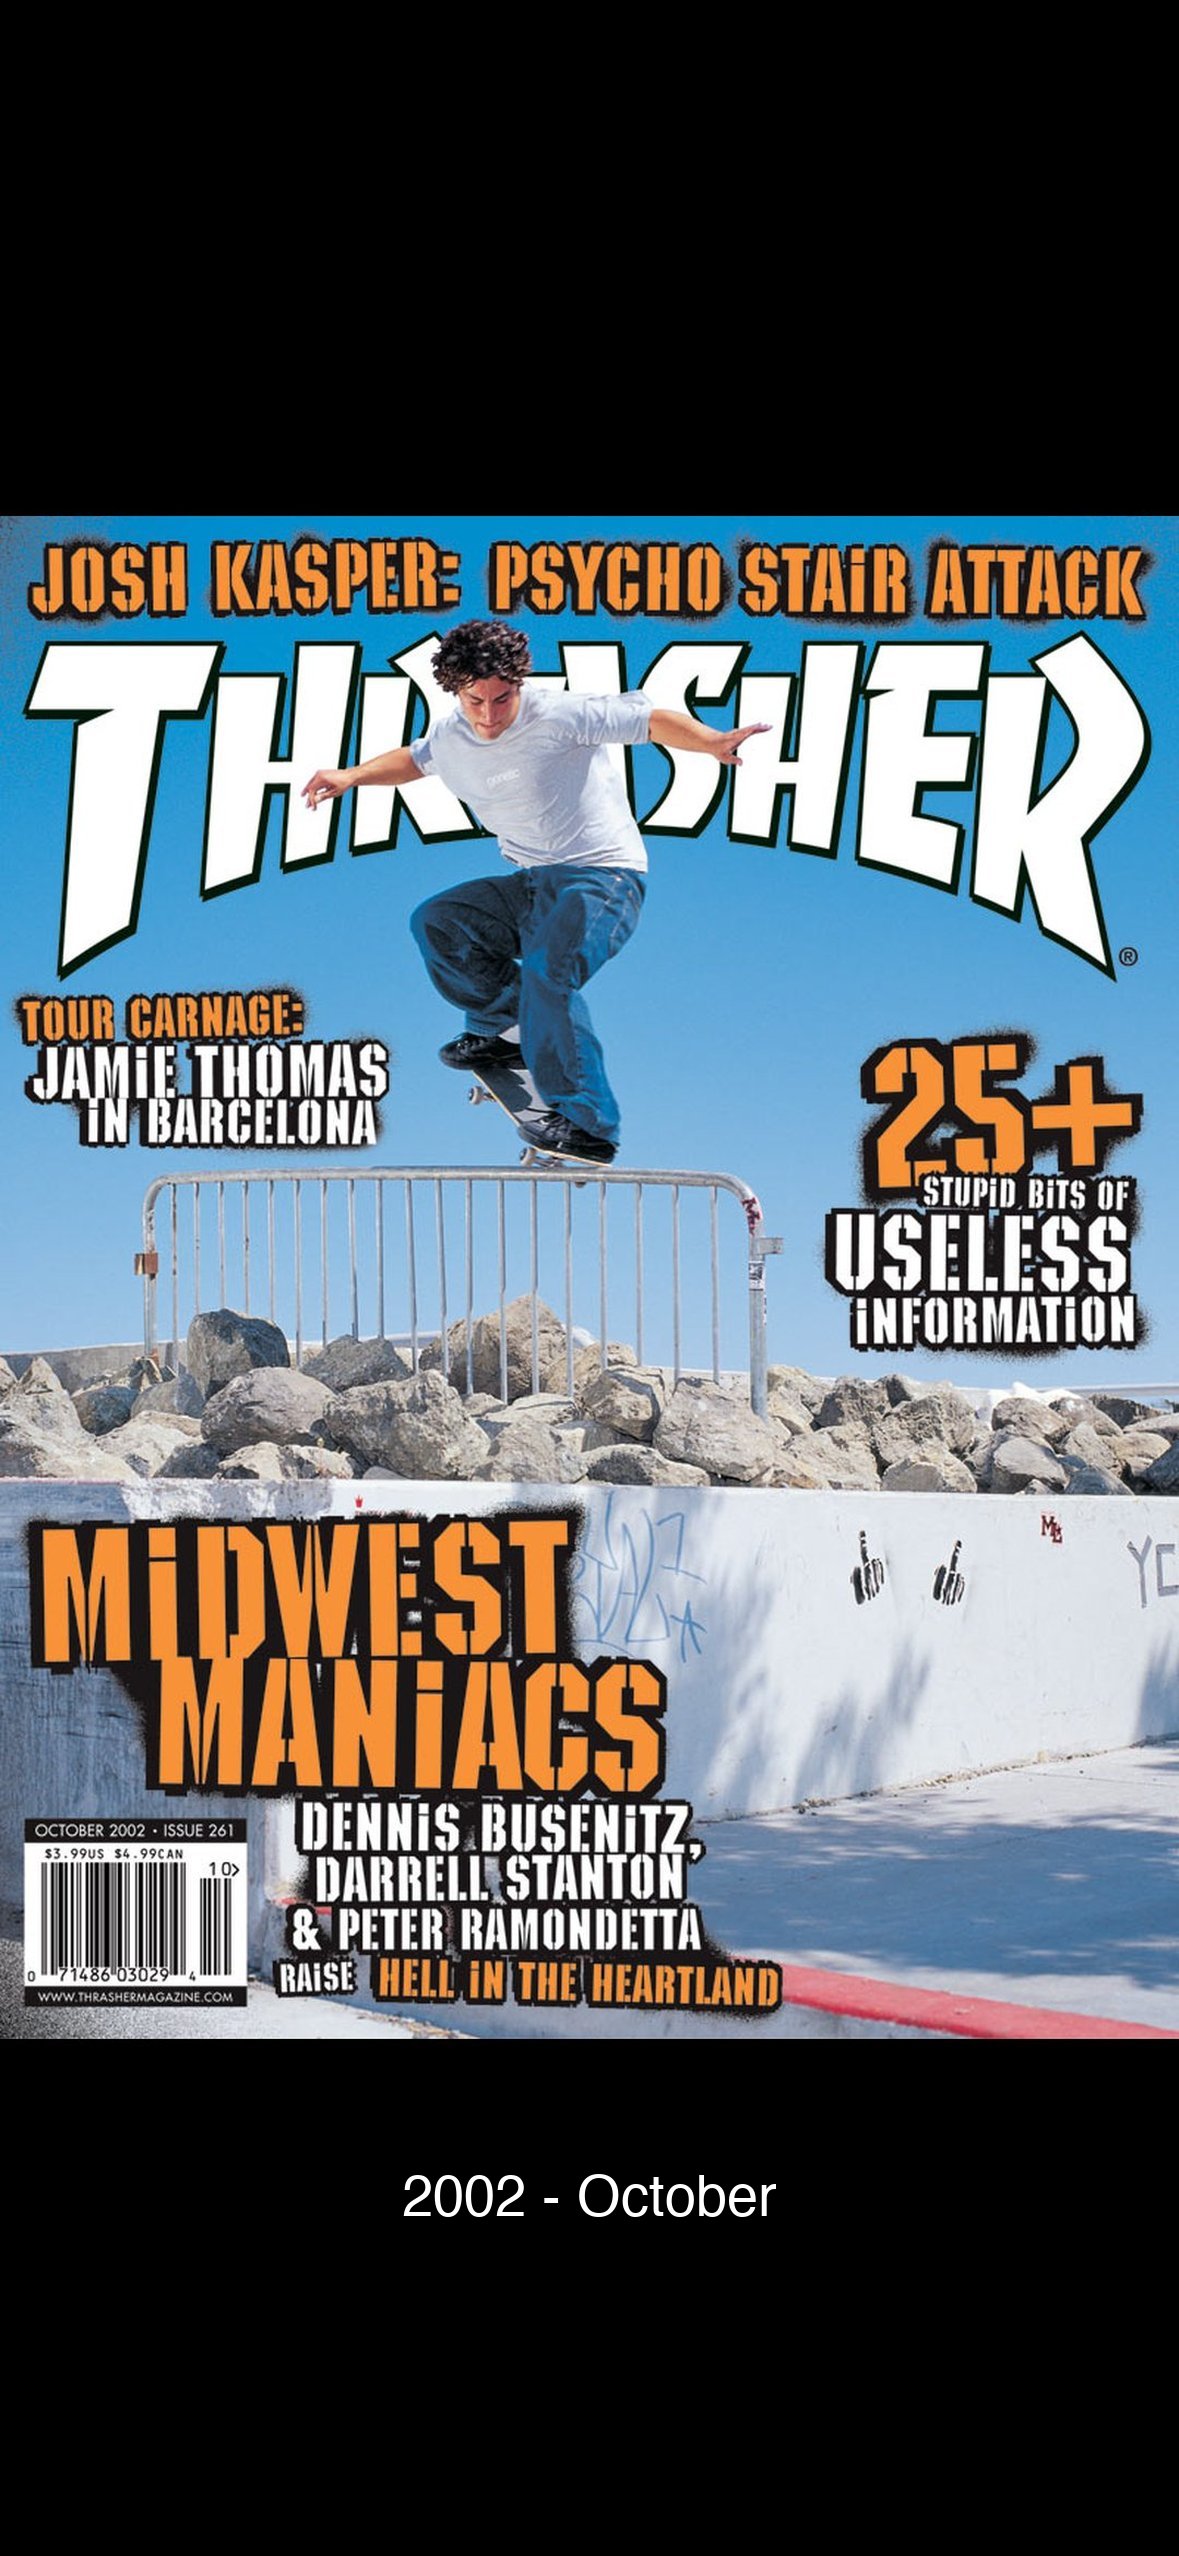 JOSH KASPER: PSYCHO STAiR ATTACK
THRASHER
®
TOUR CARNAGE:
JAMiE THOMAS
iN BARCELONA
25+
STUPiD BiTS OF
USELESS
iNFORMATiON
MiDWEST
MANiACS
DENNiS BUSENiTZ,
DARRELL STANTON
& PETER RAMONDETTA
RAiSE HELL iN THE HEARTLAND
OCTOBER 2002 • ISSUE 261
$3.99US $4.99CAN
10>
0 71486 03029 4
WWW.THRASHERMAGAZINE.COM
2002 - October